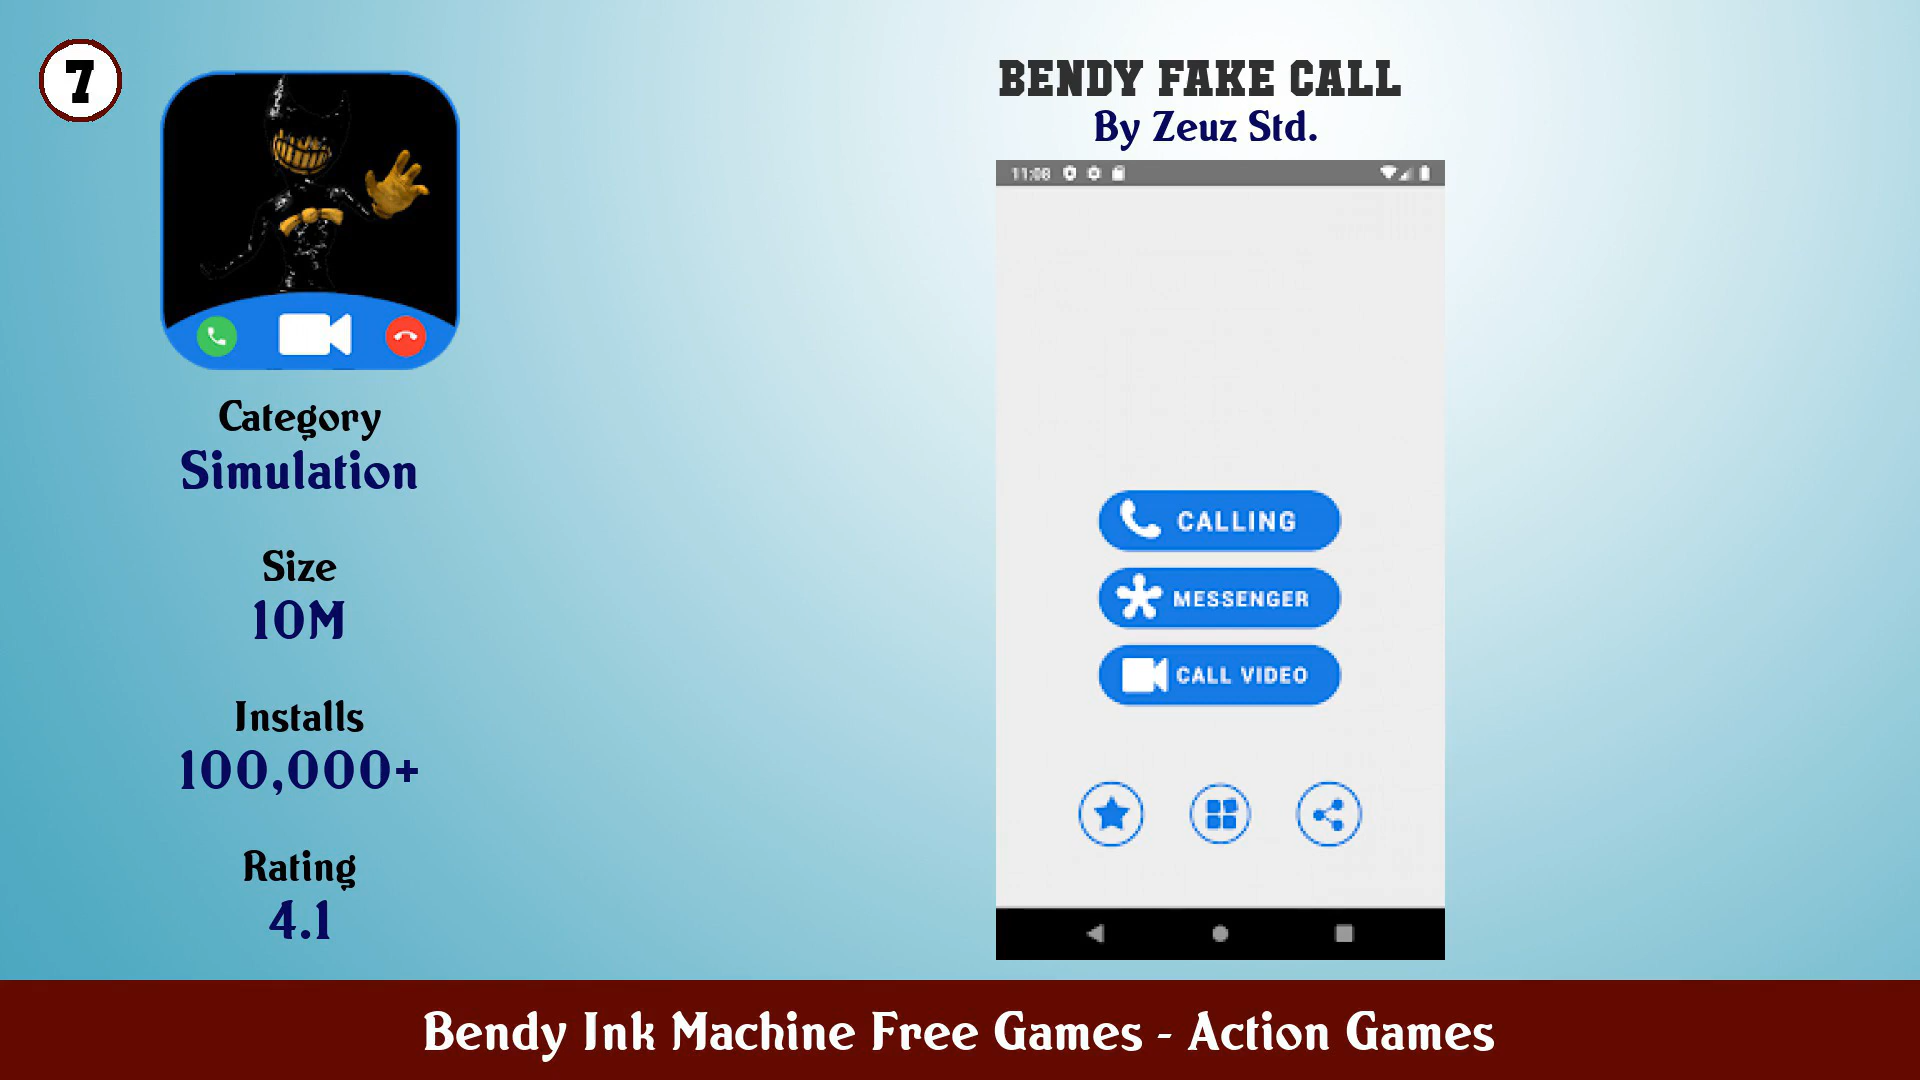 7
BENDY FAKE CALL
By Zeuz Std.
11:08
CALLING
MESSENGER
CALL VIDEO
Category
Simulation
Size
10M
Installs
100,000+
Rating
4.1
Bendy Ink Machine Free Games - Action Games